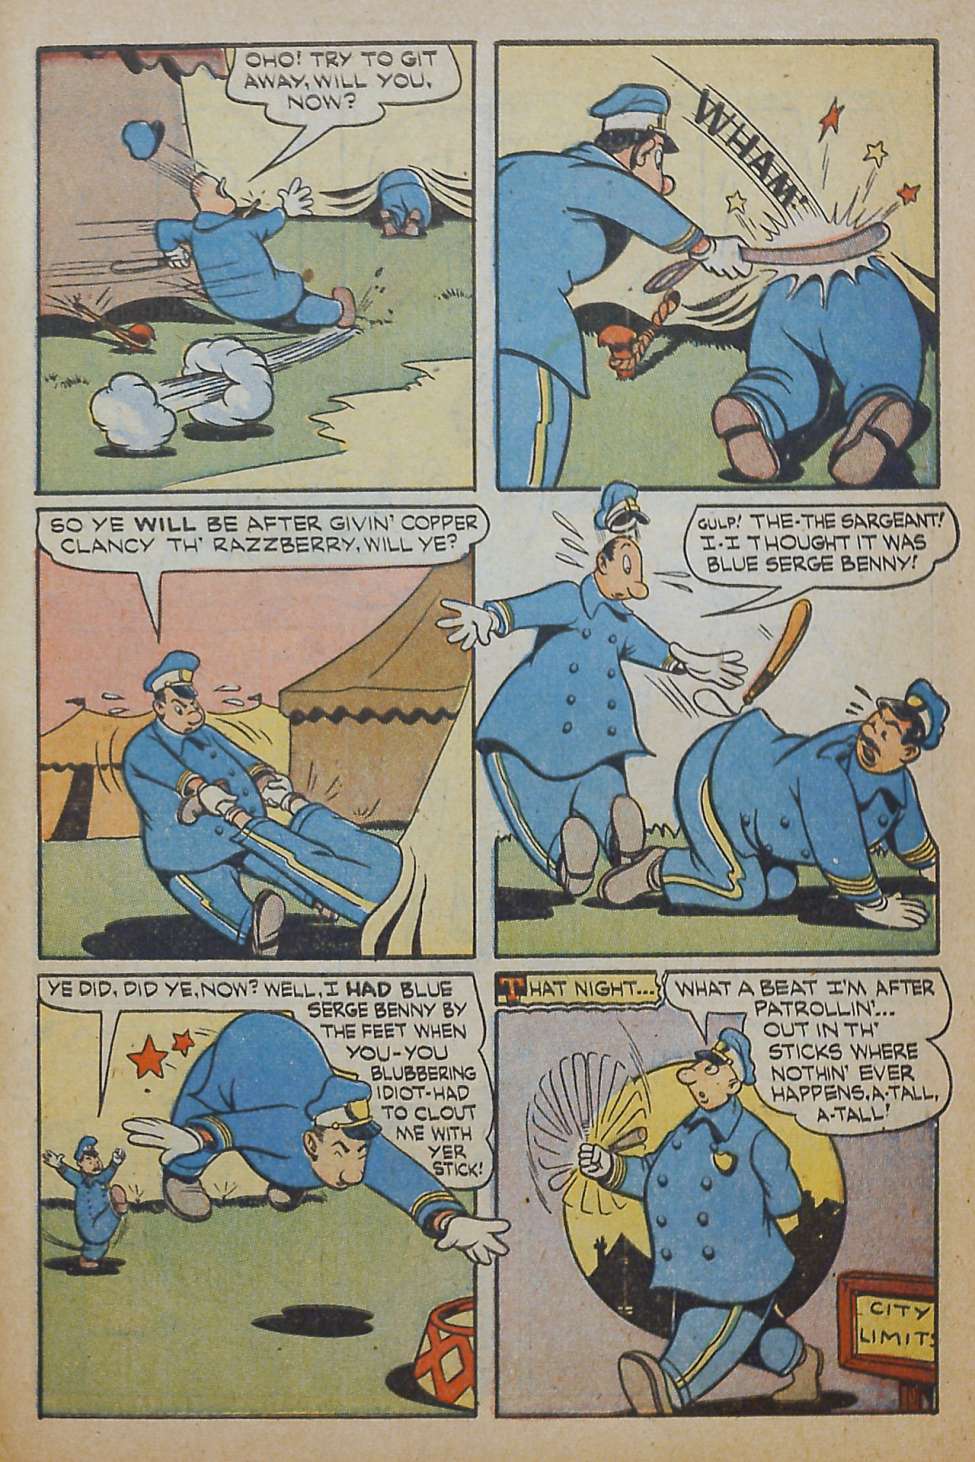 OHO! TRY TO GIT
AWAY, WILL YOU,
NOW?
WHAM!
SO YE WILL BE AFTER GIVIN' COPPER
CLANCY TH' RAZZBERRY, WILL YE?
GULP! THE-THE SARGEANT!
I-I THOUGHT IT WAS
BLUE SERGE BENNY!
YE DID, DID YE, NOW? WELL, I HAD BLUE
SERGE BENNY BY
THE FEET WHEN
YOU-YOU
BLUBBERING
IDIOT-HAD
TO CLOUT
ME WITH
YER
STICK!
THAT NIGHT...
WHAT A BEAT I'M AFTER
PATROLLIN'...
OUT IN TH'
STICKS WHERE
NOTHIN' EVER
HAPPENS, A-TALL,
A-TALL!
CITY
LIMITS